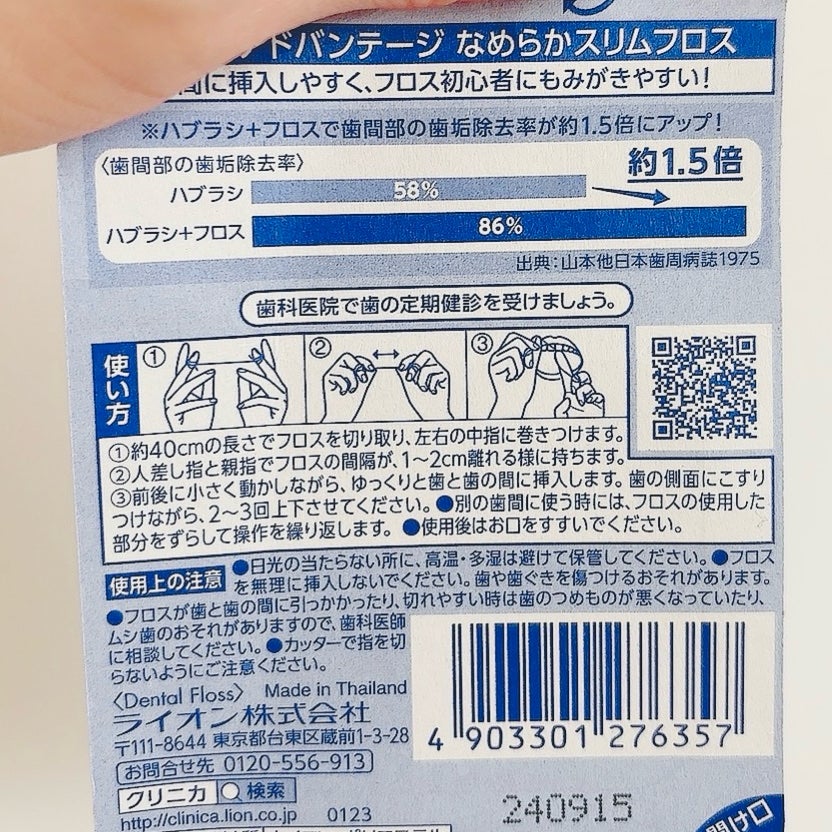 ドバンテージ なめらかスリムフロス
間に挿入しやすく、フロス初心者にもみがきやすい！
※ハブラシ+フロスで歯間部の歯垢除去率が約1.5倍にアップ！
〈歯間部の歯垢除去率〉
約1.5倍
ハブラシ 58%
ハブラシ+フロス 86%
出典：山本他日本歯周病誌1975
歯科医院で歯の定期健診を受けましょう。
使い方
① ② ③
①約40cmの長さでフロスを切り取り、左右の中指に巻きつけます。
②人差し指と親指でフロスの間隔が、1〜2cm離れる様に持ちます。
③前後に小さく動かしながら、ゆっくりと歯と歯の間に挿入します。歯の側面にこすり
つけながら、2〜3回上下させてください。●別の歯間に使う時には、フロスの使用した
部分をずらして操作を繰り返します。 ●使用後はお口をすすいでください。
使用上の注意 ●日光の当たらない所に、高温・多湿は避けて保管してください。●フロス
を無理に挿入しないでください。歯や歯ぐきを傷つけるおそれがあります。
●フロスが歯と歯の間に引っかかったり、切れやすい時は歯のつめものが悪くなっていたり、
ムシ歯のおそれがありますので、歯科医師
に相談してください。●カッターで指を切
らないようにご注意ください。
〈Dental Floss〉 Made in Thailand
ライオン株式会社
〒111-8644 東京都台東区蔵前1-3-28
お問合せ先 0120-556-913
クリニカ 検索
http://clinica.lion.co.jp 0123
4 903301 276357
240915
開け口